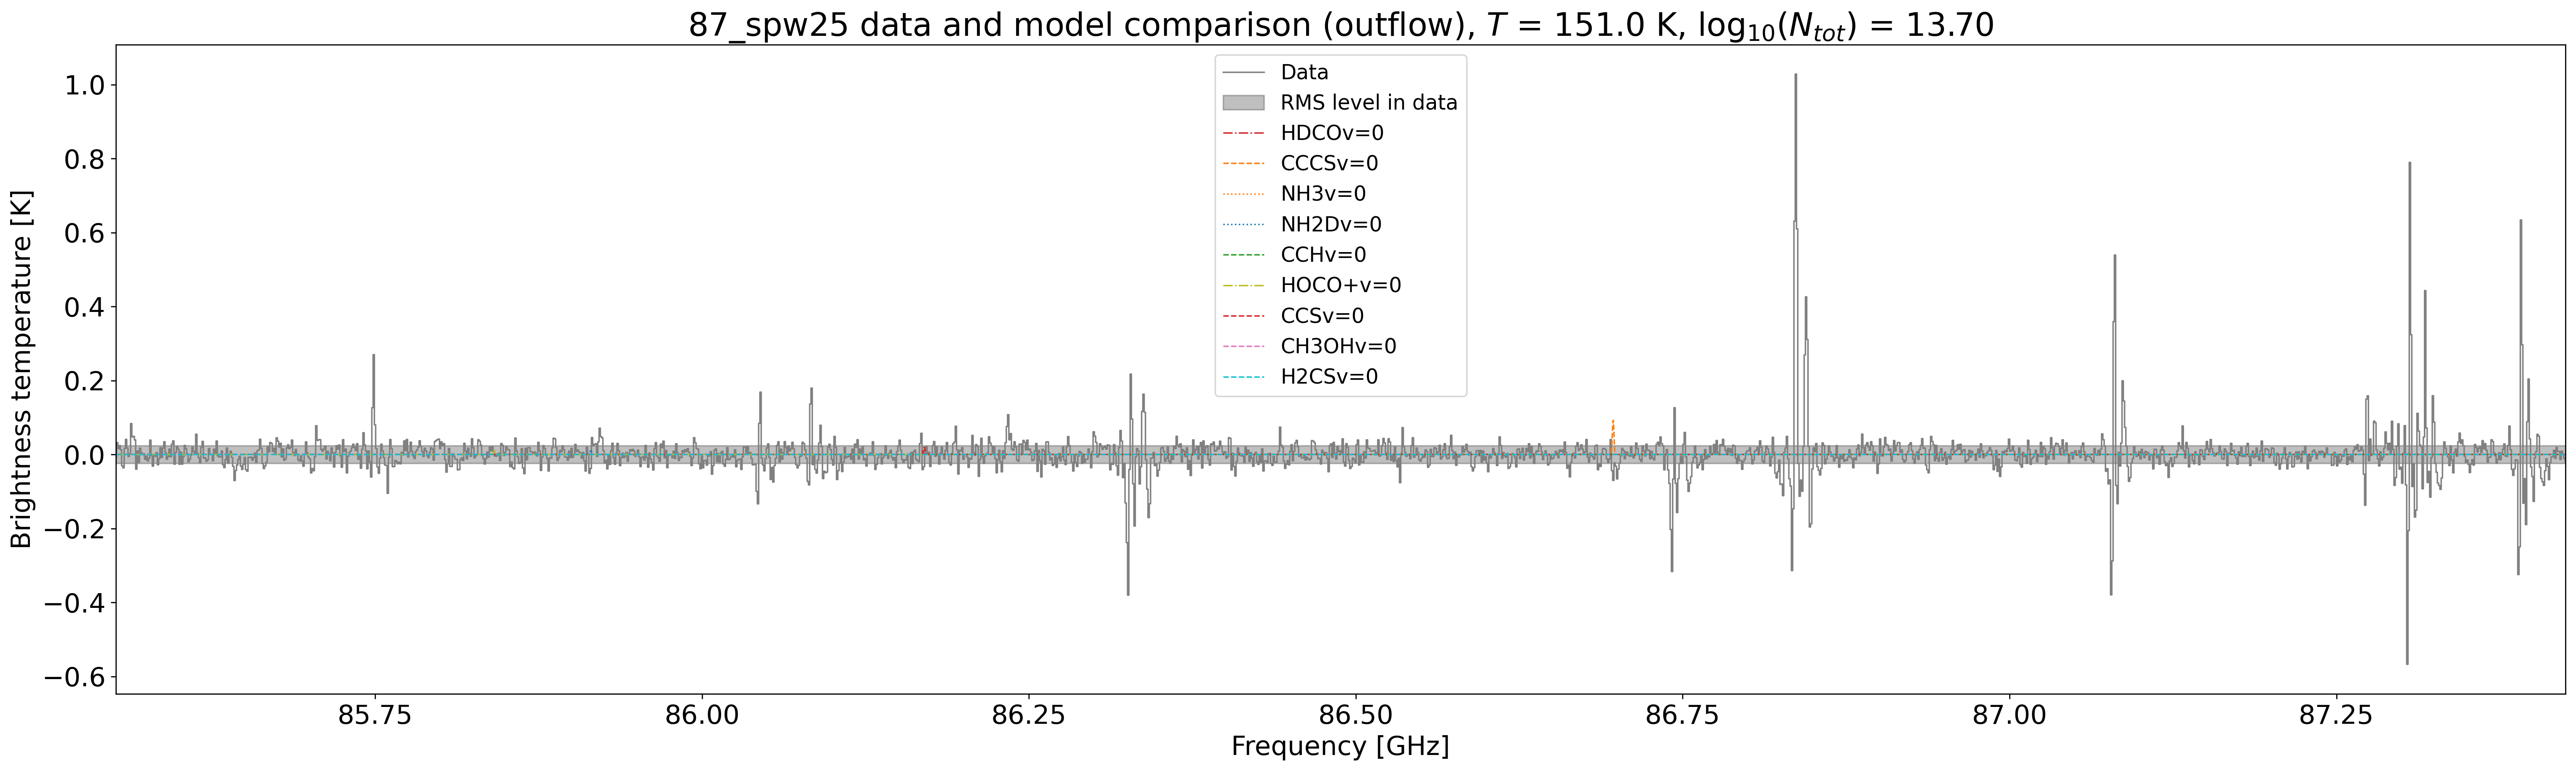 87_spw25 data and model comparison (outflow), T = 151.0 K, log₁₀(Nₜₒₜ) = 13.70
Brightness temperature [K]
1.0
0.8
0.6
0.4
0.2
0.0
−0.2
−0.4
−0.6
Data
RMS level in data
HDCOv=0
CCCSv=0
NH3v=0
NH2Dv=0
CCHv=0
HOCO+v=0
CCSv=0
CH3OHv=0
H2CSv=0
85.75 86.00 86.25 86.50 86.75 87.00 87.25
Frequency [GHz]